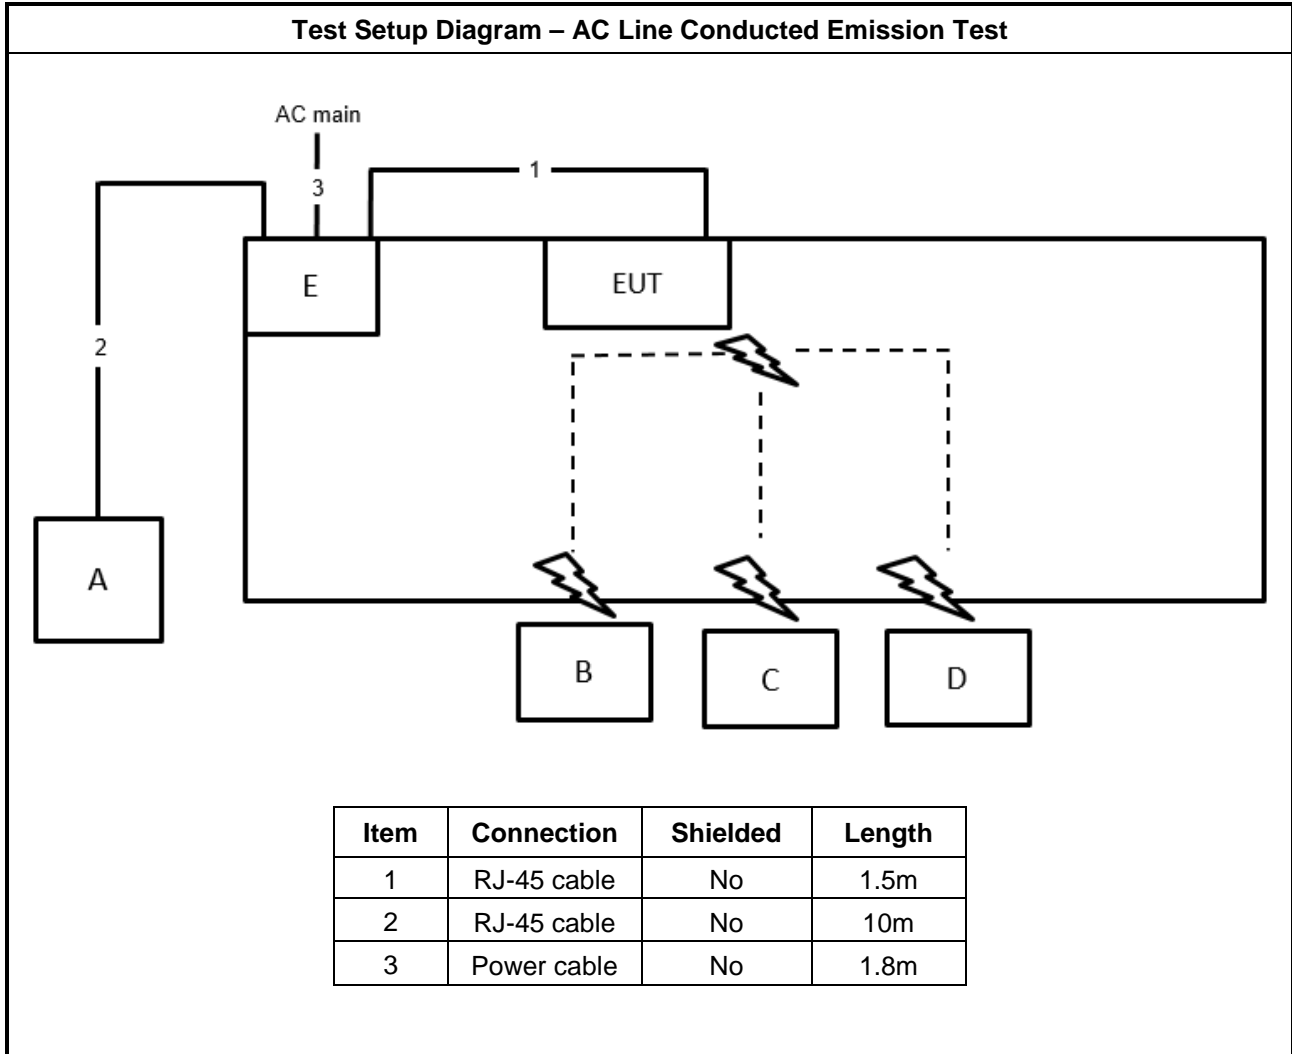 Test Setup Diagram – AC Line Conducted Emission Test
AC main
1
3
E
EUT
2
A
B
C
D
Item Connection Shielded Length
1 RJ-45 cable No 1.5m
2 RJ-45 cable No 10m
3 Power cable No 1.8m